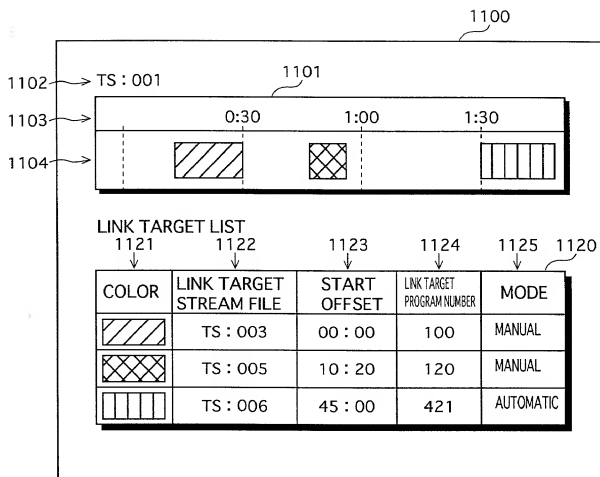 1100
1102 TS : 001
1101
1103 0:30 1:00 1:30
1104
LINK TARGET LIST
1121 1122 1123 1124 1125 1120
COLOR LINK TARGET STREAM FILE START OFFSET LINK TARGET PROGRAM NUMBER MODE
TS : 003 00 : 00 100 MANUAL
TS : 005 10 : 20 120 MANUAL
TS : 006 45 : 00 421 AUTOMATIC